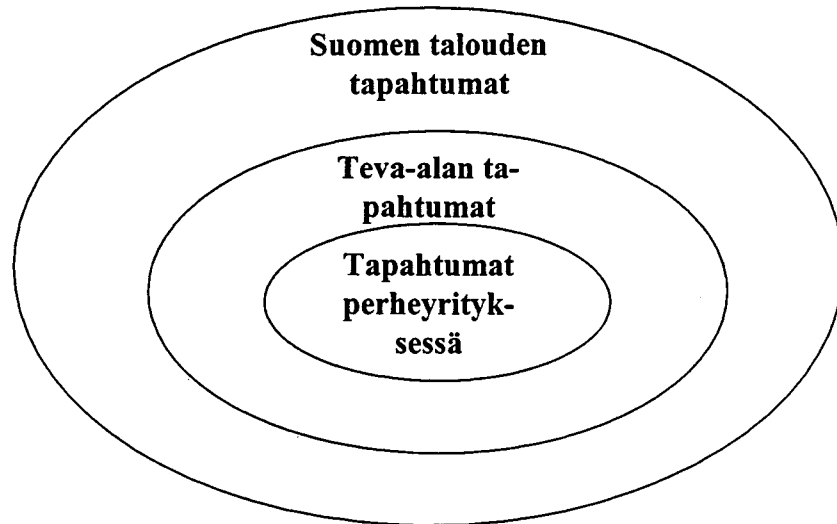 Suomen talouden
tapahtumat
Teva-alan ta-
pahtumat
Tapahtumat
perheyrityk-
sessä